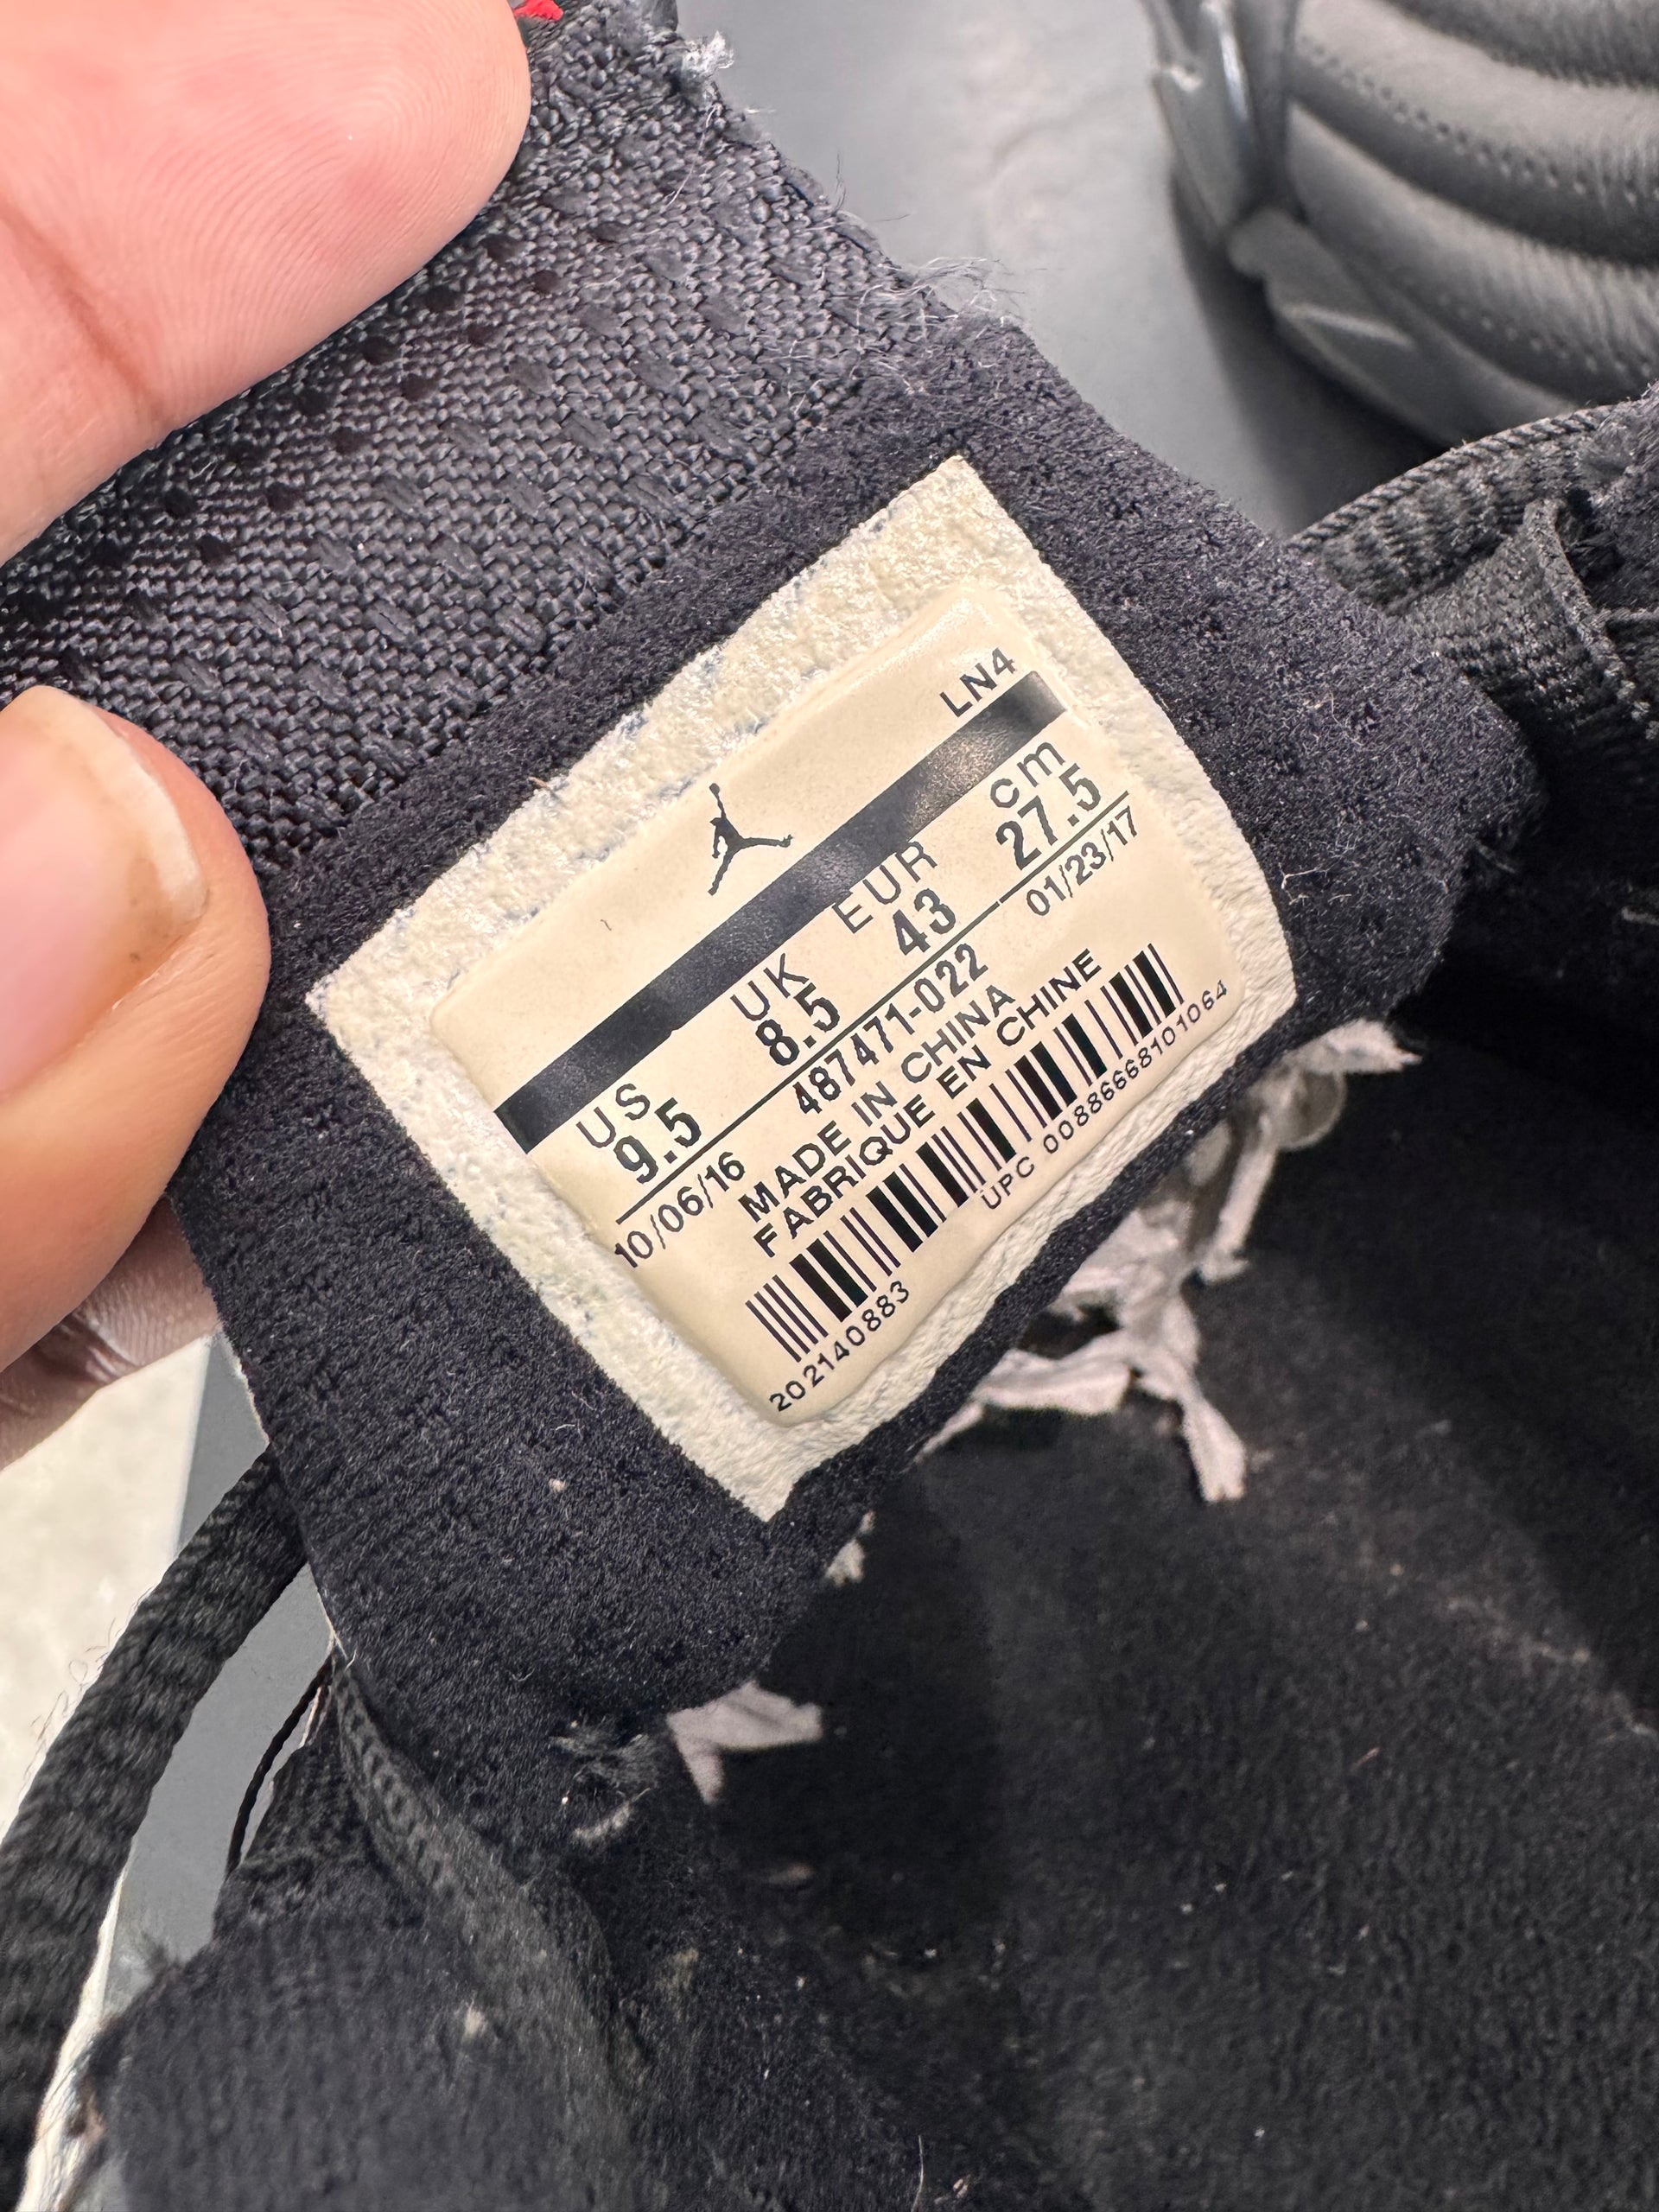 LN4
US UK EUR cm
9.5 8.5 43 27.5
10/06/16 487471-022 01/23/17
MADE IN CHINA
FABRIQUE EN CHINE
UPC 00886668101064
202140883